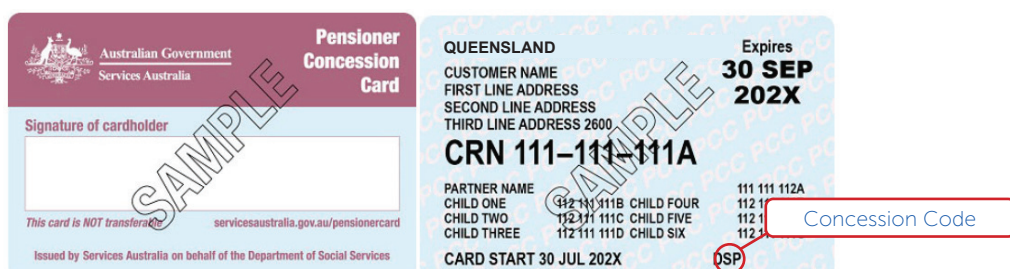 Australian Government
Services Australia
Pensioner
Concession
Card
Signature of cardholder
SAMPLE
This card is NOT transferable
servicesaustralia.gov.au/pensionercard
Issued by Services Australia on behalf of the Department of Social Services
QUEENSLAND
Expires
30 SEP
202X
CUSTOMER NAME
FIRST LINE ADDRESS
SECOND LINE ADDRESS
THIRD LINE ADDRESS 2600
CRN 111–111–111A
SAMPLE
PARTNER NAME 111 111 112A
CHILD ONE 112 111 111B CHILD FOUR 112
CHILD TWO 112 111 111C CHILD FIVE 112
CHILD THREE 112 111 111D CHILD SIX 112
Concession Code
CARD START 30 JUL 202X DSP
PCC